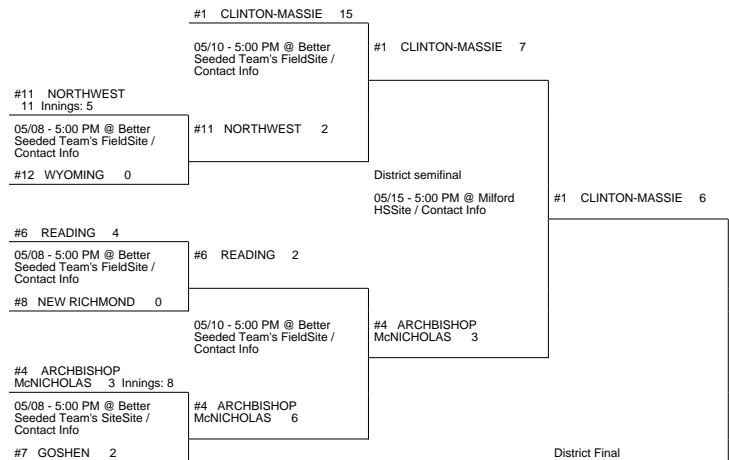 #1 CLINTON-MASSIE 15
05/10 - 5:00 PM @ Better
Seeded Team's FieldSite /
Contact Info
#1 CLINTON-MASSIE 7
#11 NORTHWEST
11 Innings: 5
05/08 - 5:00 PM @ Better
Seeded Team's FieldSite /
Contact Info
#11 NORTHWEST 2
#12 WYOMING 0
District semifinal
05/15 - 5:00 PM @ Milford
HSSite / Contact Info
#1 CLINTON-MASSIE 6
#6 READING 4
05/08 - 5:00 PM @ Better
Seeded Team's FieldSite /
Contact Info
#6 READING 2
#8 NEW RICHMOND 0
05/10 - 5:00 PM @ Better
Seeded Team's FieldSite /
Contact Info
#4 ARCHBISHOP
McNICHOLAS 3
#4 ARCHBISHOP
McNICHOLAS 3 Innings: 8
05/08 - 5:00 PM @ Better
Seeded Team's SiteSite /
Contact Info
#4 ARCHBISHOP
McNICHOLAS 6
#7 GOSHEN 2
District Final